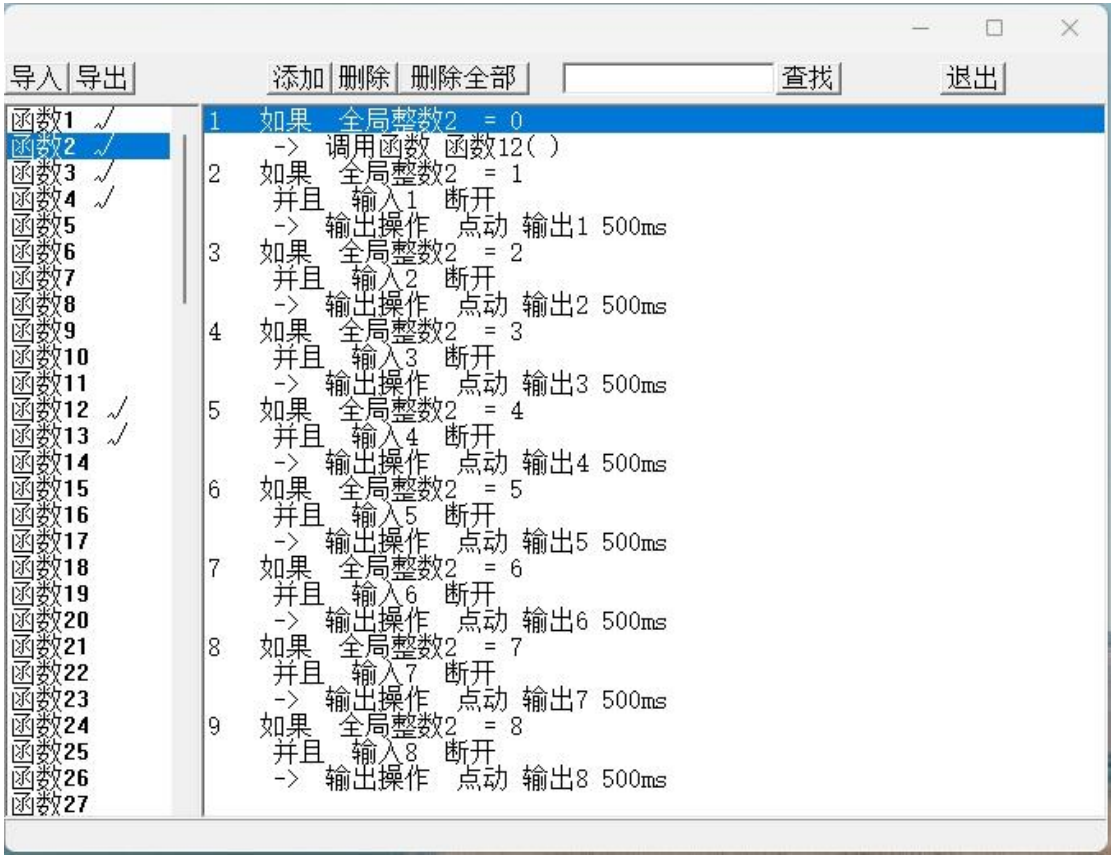 导入 导出 添加 删除 删除全部 查找 退出
函数1 √
函数2 √
函数3 √
函数4 √
函数5
函数6
函数7
函数8
函数9
函数10
函数11
函数12 √
函数13 √
函数14
函数15
函数16
函数17
函数18
函数19
函数20
函数21
函数22
函数23
函数24
函数25
函数26
函数27
1 如果 全局整数2 = 0
-> 调用函数 函数12( )
2 如果 全局整数2 = 1
并且 输入1 断开
-> 输出操作 点动 输出1 500ms
3 如果 全局整数2 = 2
并且 输入2 断开
-> 输出操作 点动 输出2 500ms
4 如果 全局整数2 = 3
并且 输入3 断开
-> 输出操作 点动 输出3 500ms
5 如果 全局整数2 = 4
并且 输入4 断开
-> 输出操作 点动 输出4 500ms
6 如果 全局整数2 = 5
并且 输入5 断开
-> 输出操作 点动 输出5 500ms
7 如果 全局整数2 = 6
并且 输入6 断开
-> 输出操作 点动 输出6 500ms
8 如果 全局整数2 = 7
并且 输入7 断开
-> 输出操作 点动 输出7 500ms
9 如果 全局整数2 = 8
并且 输入8 断开
-> 输出操作 点动 输出8 500ms